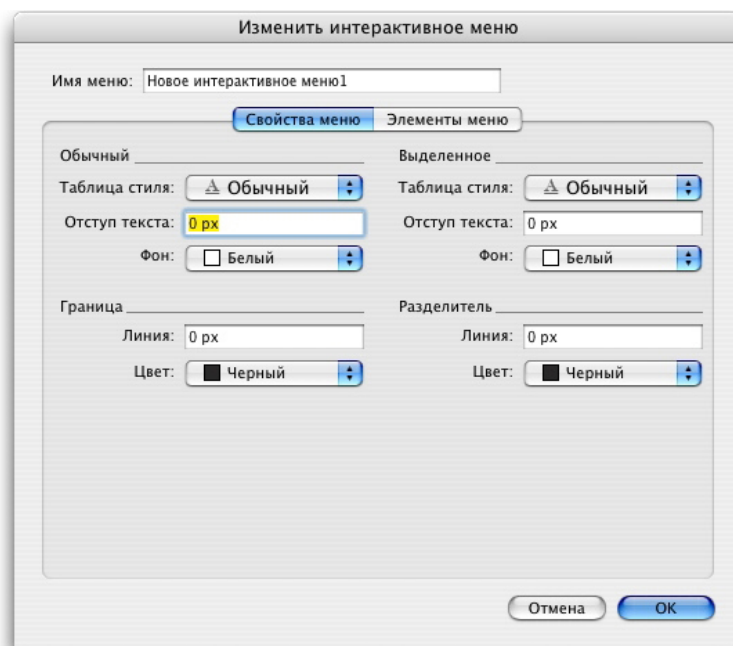 Изменить интерактивное меню
Имя меню: Новое интерактивное меню1
Свойства меню Элементы меню
Обычный Выделенное
Таблица стиля: A Обычный Таблица стиля: A Обычный
Отступ текста: 0 px Отступ текста: 0 px
Фон: Белый Фон: Белый
Граница Разделитель
Линия: 0 px Линия: 0 px
Цвет: Черный Цвет: Черный
Отмена OK